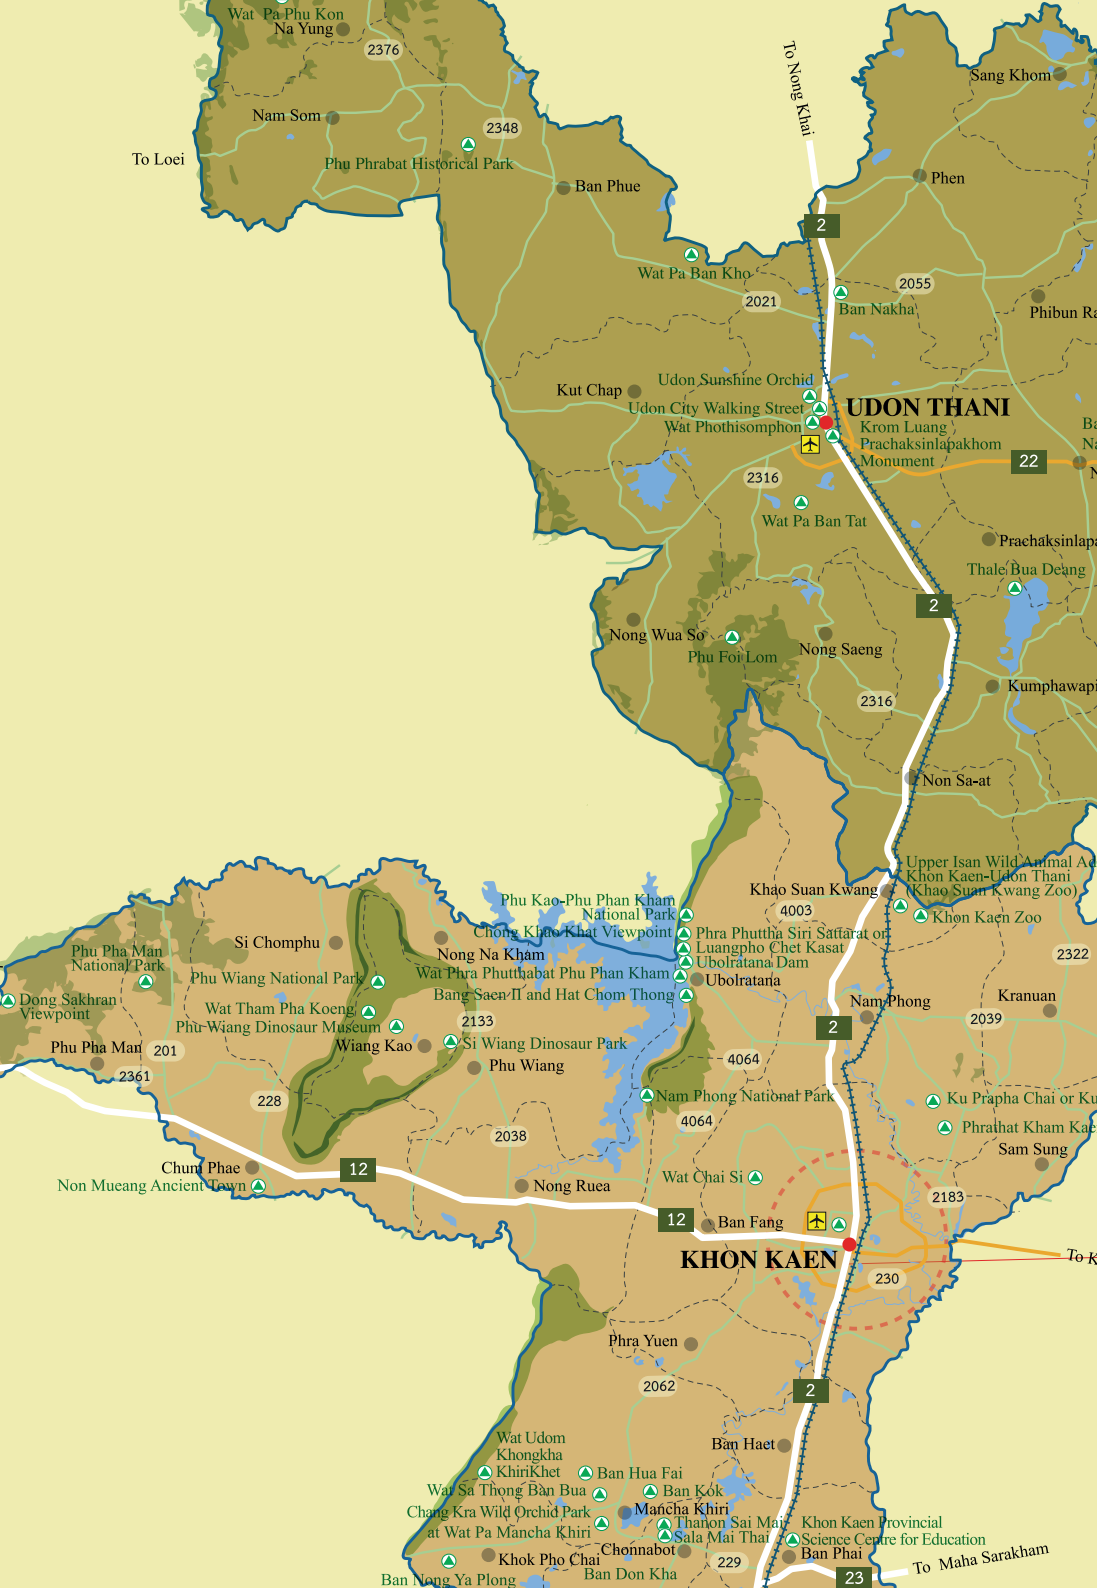 Wat Pa Phu Kon
Na Yung
2376
To Nong Khai
Sang Khom
Nam Som
2348
To Loei
Phu Phrabat Historical Park
Ban Phue
Phen
2
Wat Pa Ban Kho
2055
2021
Ban Nakha
Phibun Ra
Udon Sunshine Orchid
Kut Chap
Udon City Walking Street
UDON THANI
Wat Phothisomphon
Krom Luang
Prachaksinlapakhom
Monument
Ba
Na
N
22
2316
Wat Pa Ban Tat
Prachaksinlapa
Thale Bua Deang
2
Nong Wua So
Phu Foi Lom
Nong Saeng
Kumphawapi
2316
Non Sa-at
Upper Isan Wild Animal Ad
Khon Kaen-Udon Thani
(Khao Suan Kwang Zoo)
Khao Suan Kwang
Phu Kao-Phu Phan Kham
National Park
4003
Khon Kaen Zoo
Chong Khao Khat Viewpoint
Phra Phuttha Siri Sattarat or
Luangpho Chet Kasat
Si Chomphu
Nong Na Kham
Phu Pha Man
National Park
2322
Ubolratana Dam
Wat Phra Phutthabat Phu Phan Kham
Phu Wiang National Park
Ubolratana
Bang Saen II and Hat Chom Thong
Dong Sakhran
Viewpoint
Nam Phong
Kranuan
Wat Tham Pha Koeng
2133
2039
Phu Wiang Dinosaur Museum
2
Phu Pha Man
201
Wiang Kao
Si Wiang Dinosaur Park
4064
Phu Wiang
2361
228
Nam Phong National Park
Ku Prapha Chai or Ku
4064
Phrathat Kham Kae
2038
Sam Sung
Chum Phae
12
Wat Chai Si
Non Mueang Ancient Town
Nong Ruea
2183
12
Ban Fang
KHON KAEN
To K
230
Phra Yuen
2062
2
Wat Udom
Khongkha
KhiriKhet
Ban Haet
Ban Hua Fai
Wat Sa Thong Ban Bua
Ban Kok
Chang Kra Wild Orchid Park
at Wat Pa Mancha Khiri
Mancha Khiri
Thanon Sai Mai
Sala Mai Thai
Khon Kaen Provincial
Science Centre for Education
Chonnabot
Khok Pho Chai
229
Ban Phai
To Maha Sarakham
Ban Don Kha
Ban Nong Ya Plong
23